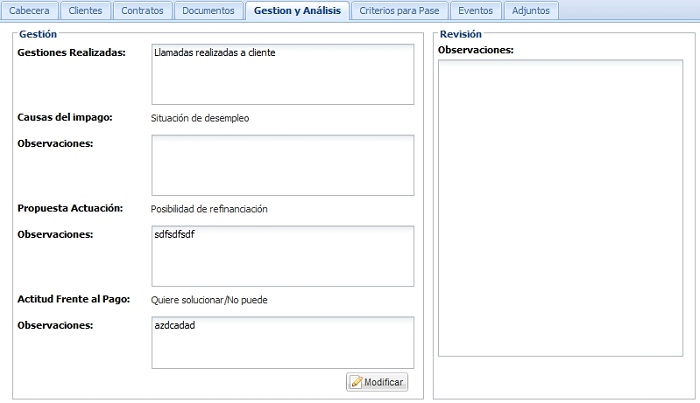 Cabecera Clientes Contratos Documentos Gestion y Análisis Criterios para Pase Eventos Adjuntos
Gestión
Gestiones Realizadas: Llamadas realizadas a cliente
Causas del impago: Situación de desempleo
Observaciones:
Propuesta Actuación: Posibilidad de refinanciación
Observaciones: sdfsdfsdf
Actitud Frente al Pago: Quiere solucionar/No puede
Observaciones: azdcadad
Modificar
Revisión
Observaciones: